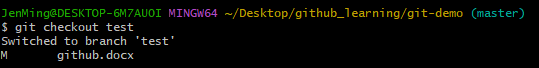 JenMing@DESKTOP-6M7AUOI MINGW64 ~/Desktop/github_learning/git-demo (master)
$ git checkout test
Switched to branch 'test'
M       github.docx